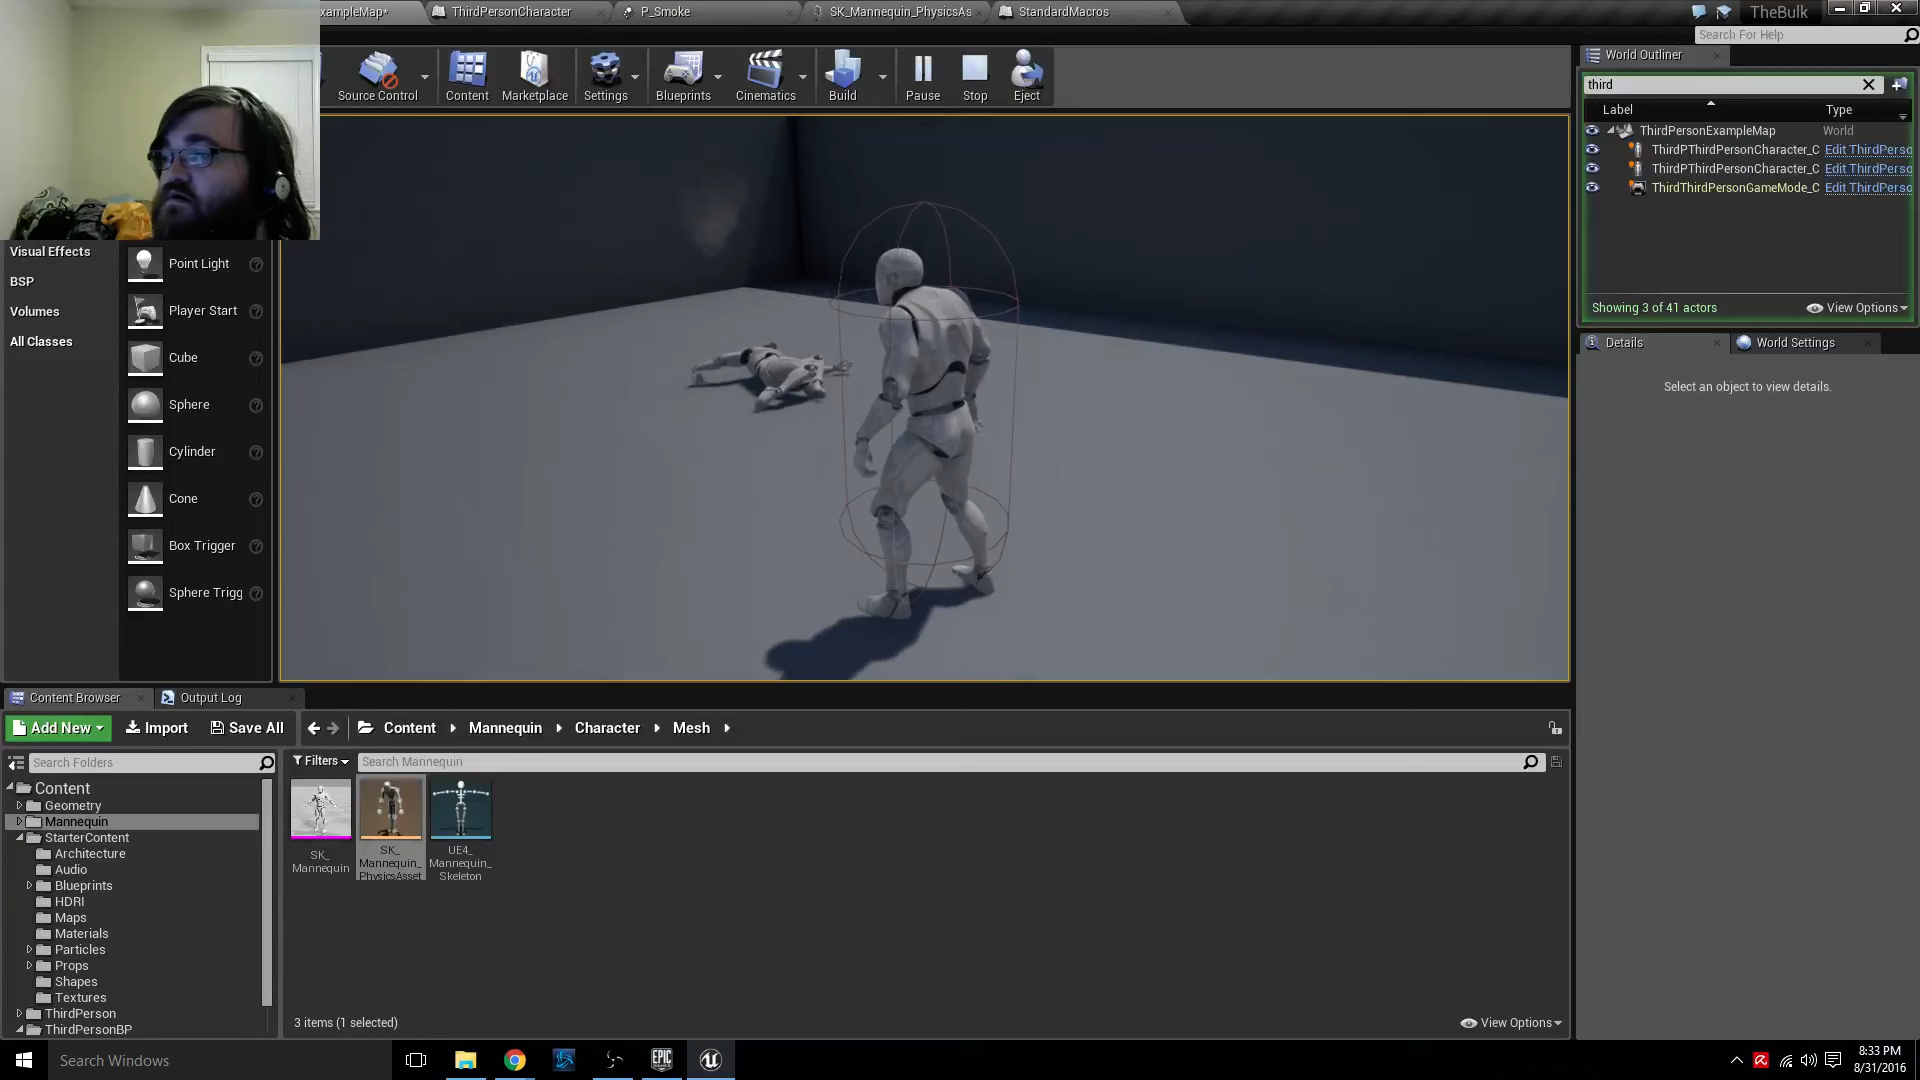 ExampleMap*
ThirdPersonCharacter
P_Smoke
SK_Mannequin_PhysicsAs
StandardMacros
TheBulk
Search For Help
Source Control
Content
Marketplace
Settings
Blueprints
Cinematics
Build
Pause
Stop
Eject
World Outliner
third
Label
Type
ThirdPersonExampleMap
World
ThirdPThirdPersonCharacter_C
Edit ThirdPerso
ThirdPThirdPersonCharacter_C
Edit ThirdPerso
ThirdThirdPersonGameMode_C
Edit ThirdPerso
Showing 3 of 41 actors
View Options
Details
World Settings
Select an object to view details.
Visual Effects
BSP
Volumes
All Classes
Point Light
Player Start
Cube
Sphere
Cylinder
Cone
Box Trigger
Sphere Trigg
Content Browser
Output Log
Add New
Import
Save All
Content
Mannequin
Character
Mesh
Search Folders
Filters
Search Mannequin
Content
Geometry
Mannequin
StarterContent
Architecture
Audio
Blueprints
HDRI
Maps
Materials
Particles
Props
Shapes
Textures
ThirdPerson
ThirdPersonBP
SK_
Mannequin
SK_
Mannequin_
PhysicsAsset
UE4_
Mannequin_
Skeleton
3 items (1 selected)
View Options
Search Windows
EPIC
GAMES
8:33 PM
8/31/2016